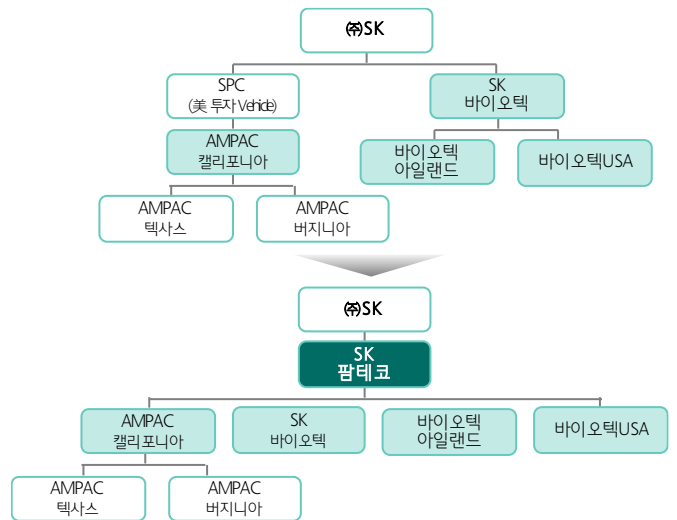 ㈜SK
SPC
(美 투자 Vehicle)
SK
바이오텍
AMPAC
캘리포니아
바이오텍
아일랜드
바이오텍USA
AMPAC
텍사스
AMPAC
버지니아
㈜SK
SK
팜테코
AMPAC
캘리포니아
SK
바이오텍
바이오텍
아일랜드
바이오텍USA
AMPAC
텍사스
AMPAC
버지니아